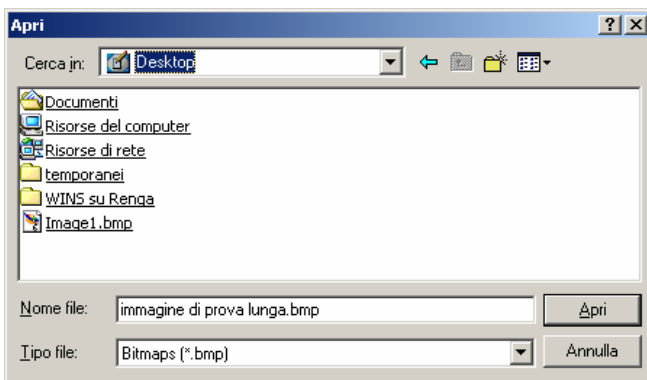 Apri
Cerca in: Desktop
Documenti
Risorse del computer
Risorse di rete
temporanei
WINS su Renga
Image1.bmp
Nome file: immagine di prova lunga.bmp Apri
Tipo file: Bitmaps (*.bmp) Annulla